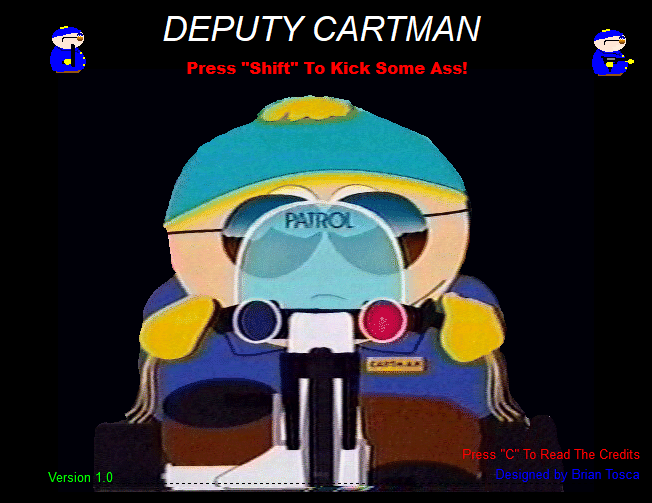 DEPUTY CARTMAN
Press "Shift" To Kick Some Ass!
PATROL
CARTMAN
Press "C" To Read The Credits
Version 1.0
Designed by Brian Tosca